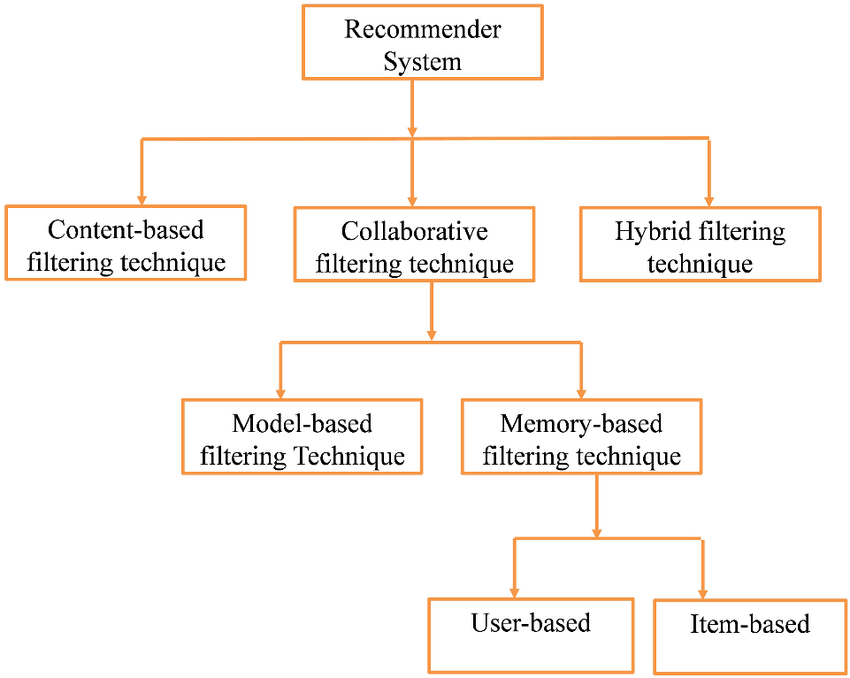 Recommender
System
Content-based
filtering technique
Collaborative
filtering technique
Hybrid filtering
technique
Model-based
filtering Technique
Memory-based
filtering technique
User-based
Item-based